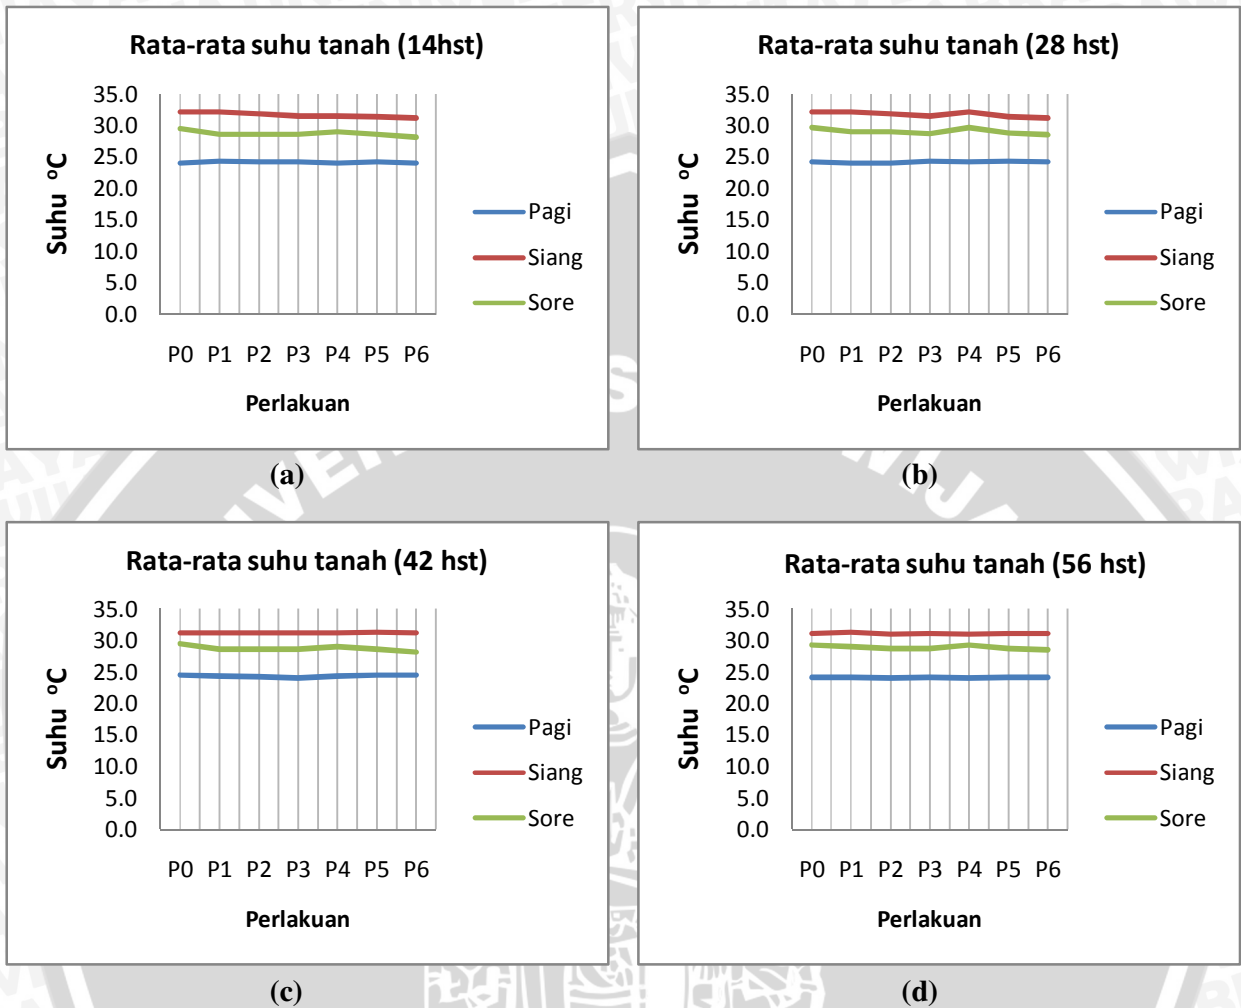 Rata-rata suhu tanah (14hst)
35.0
30.0
25.0
20.0
15.0
10.0
5.0
0.0
Suhu ºC
Pagi
Siang
Sore
P0 P1 P2 P3 P4 P5 P6
Perlakuan
(a)
Rata-rata suhu tanah (28 hst)
35.0
30.0
25.0
20.0
15.0
10.0
5.0
0.0
Suhu ºC
Pagi
Siang
Sore
P0 P1 P2 P3 P4 P5 P6
Perlakuan
(b)
Rata-rata suhu tanah (42 hst)
35.0
30.0
25.0
20.0
15.0
10.0
5.0
0.0
Suhu ºC
Pagi
Siang
Sore
P0 P1 P2 P3 P4 P5 P6
Perlakuan
(c)
Rata-rata suhu tanah (56 hst)
35.0
30.0
25.0
20.0
15.0
10.0
5.0
0.0
Suhu ºC
Pagi
Siang
Sore
P0 P1 P2 P3 P4 P5 P6
Perlakuan
(d)